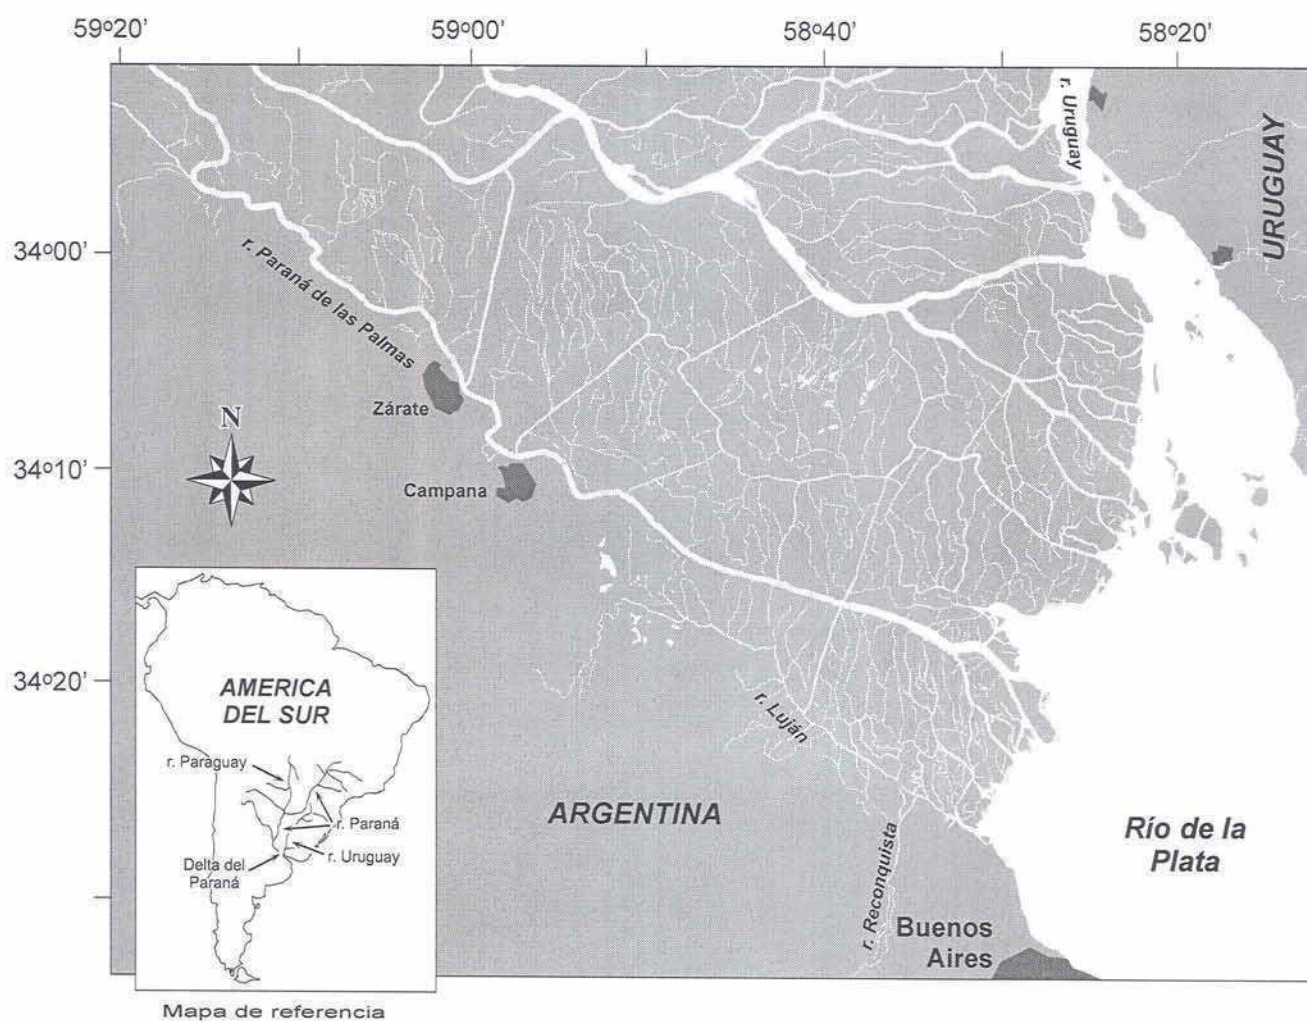 59º20'
59º00'
58º40'
58º20'
r. Uruguay
URUGUAY
34º00'
r. Paraná de las Palmas
Zárate
N
34º10'
Campana
34º20'
AMERICA
DEL SUR
r. Luján
r. Paraguay
ARGENTINA
r. Paraná
r. Uruguay
Delta del
Paraná
Río de la
Plata
r. Reconquista
Buenos
Aires
Mapa de referencia